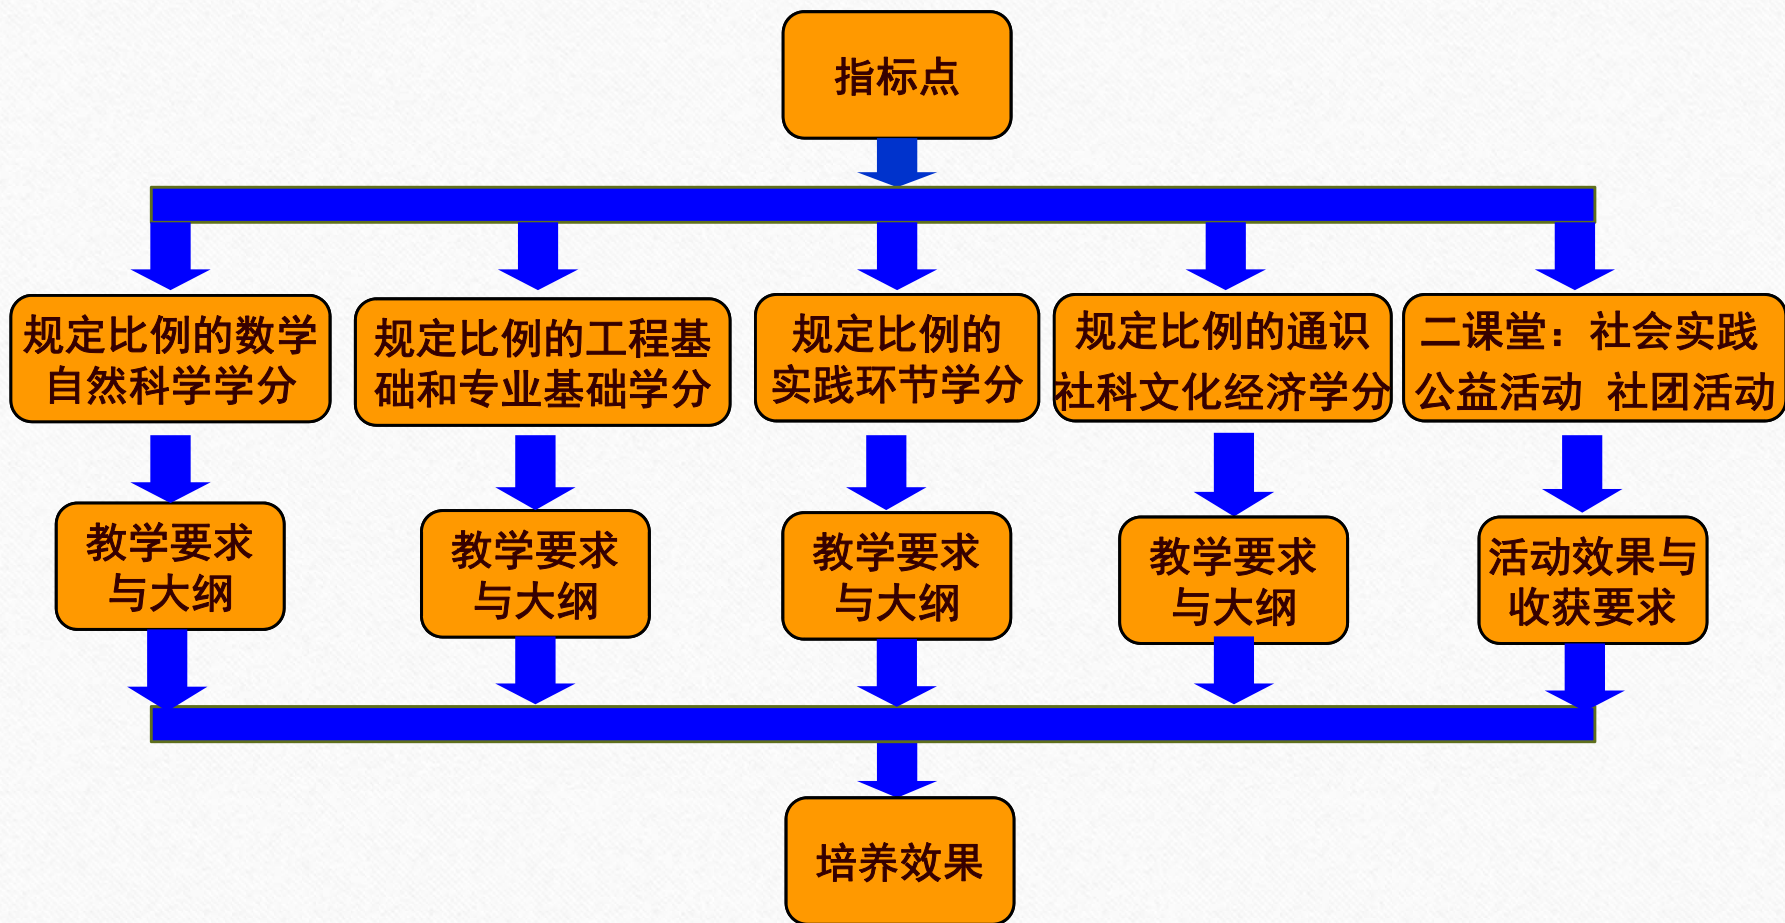 指标点
规定比例的数学
自然科学学分
规定比例的工程基
础和专业基础学分
规定比例的
实践环节学分
规定比例的通识
社科文化经济学分
二课堂：社会实践
公益活动 社团活动
教学要求
与大纲
教学要求
与大纲
教学要求
与大纲
教学要求
与大纲
活动效果与
收获要求
培养效果